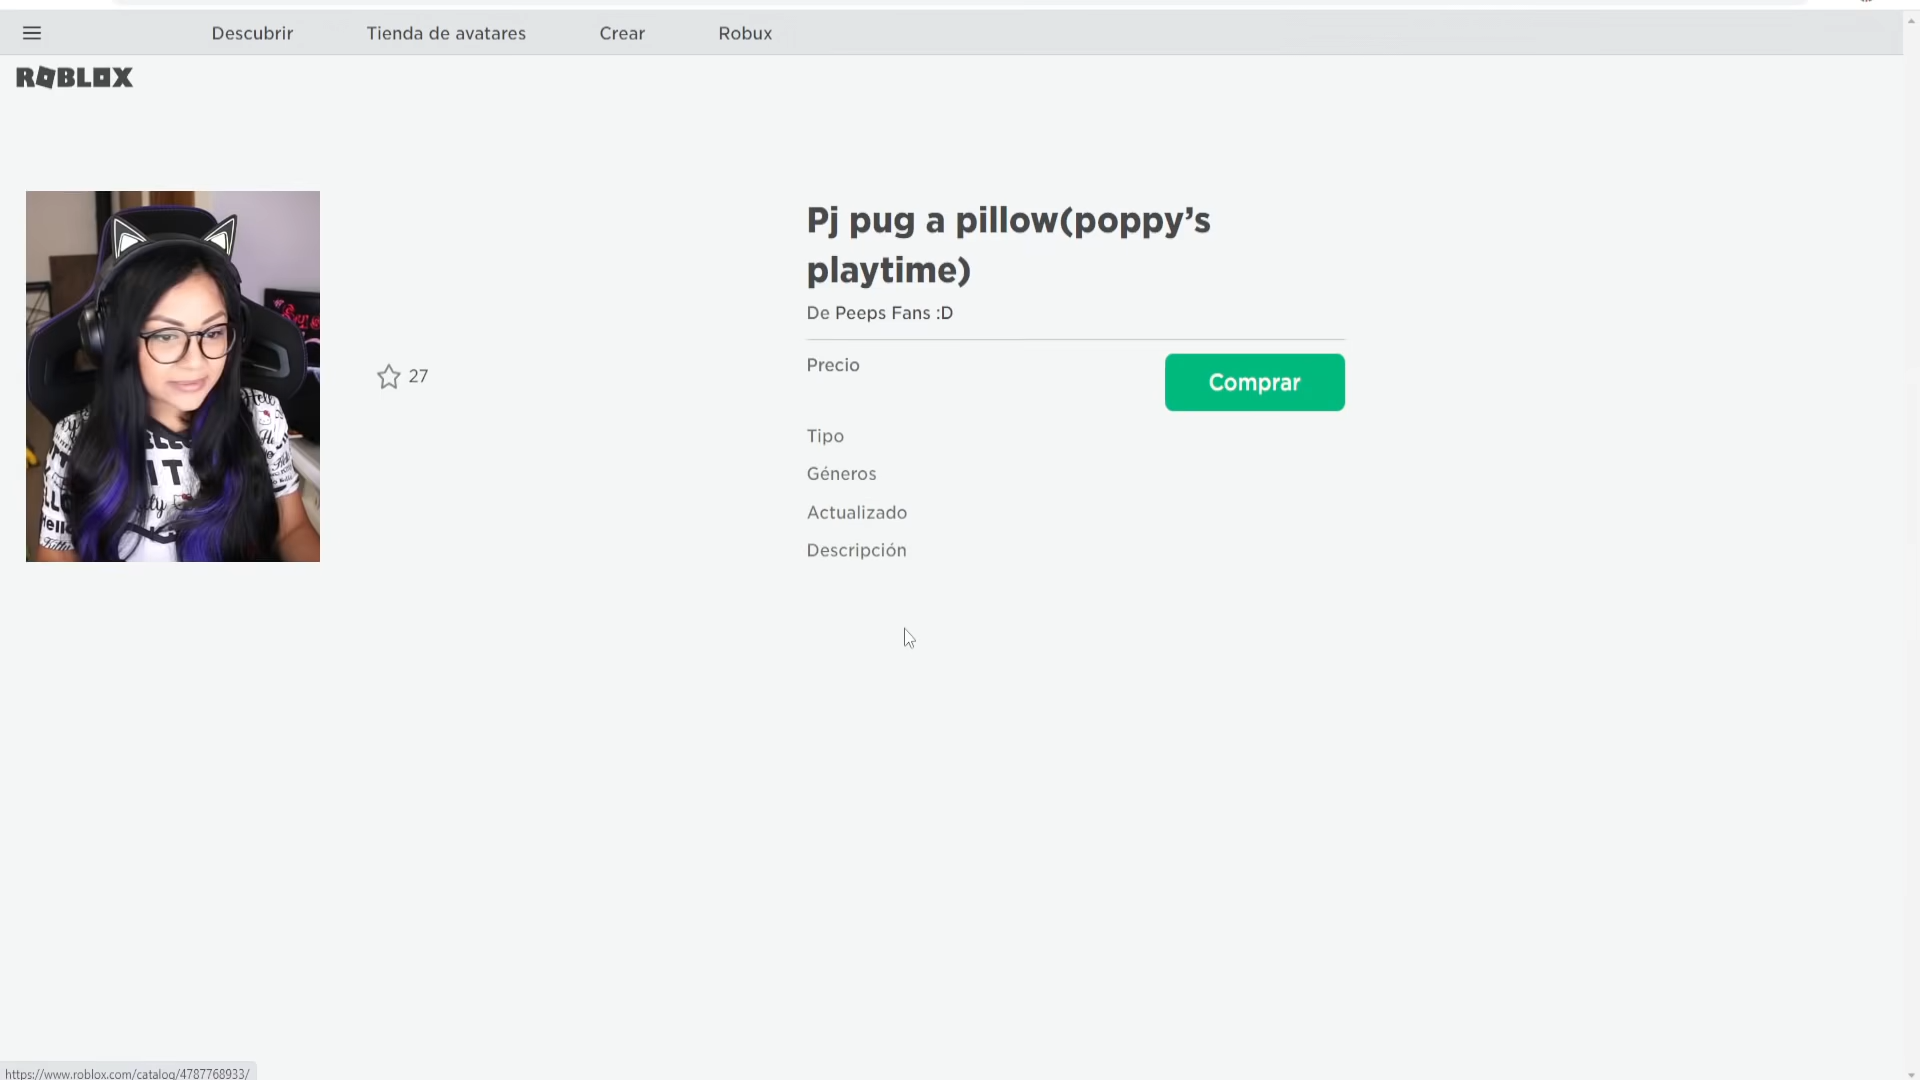 Descubrir Tienda de avatares Crear Robux
ROBLOX
Pj pug a pillow(poppy’s
playtime)
De Peeps Fans :D
27
Precio
Comprar
Tipo
Géneros
Actualizado
Descripción
https://www.roblox.com/catalog/4787768933/